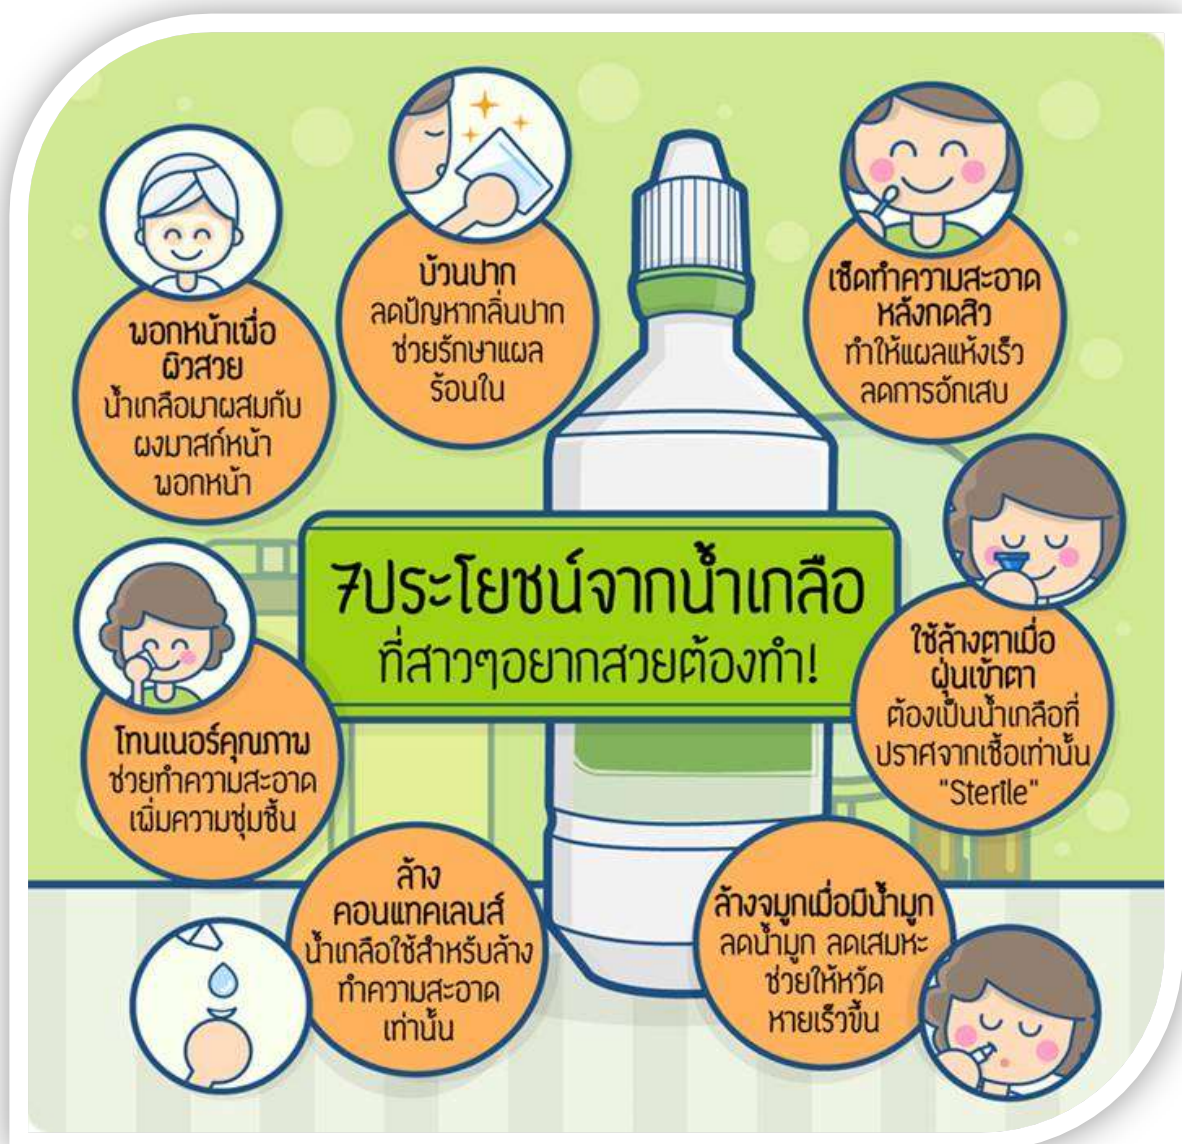 7ประโยชน์จากน้ำเกลือ
ที่สาวๆอยากสวยต้องทำ!
พอกหน้าเพื่อ
ผิวสวย
น้ำเกลือมาผสมกับ
ผงมาสก์หน้า
พอกหน้า
บ้วนปาก
ลดปัญหากลิ่นปาก
ช่วยรักษาแผล
ร้อนใน
เช็ดทำความสะอาด
หลังกดสิว
ทำให้แผลแห้งเร็ว
ลดการอักเสบ
ใช้ล้างตาเมื่อ
ฝุ่นเข้าตา
ต้องเป็นน้ำเกลือที่
ปราศจากเชื้อเท่านั้น
"Sterile"
โทนเนอร์คุณภาพ
ช่วยทำความสะอาด
เพิ่มความชุ่มชื้น
ล้าง
คอนแทคเลนส์
น้ำเกลือใช้สำหรับล้าง
ทำความสะอาด
เท่านั้น
ล้างจมูกเมื่อมีน้ำมูก
ลดน้ำมูก ลดเสมหะ
ช่วยให้หวัด
หายเร็วขึ้น